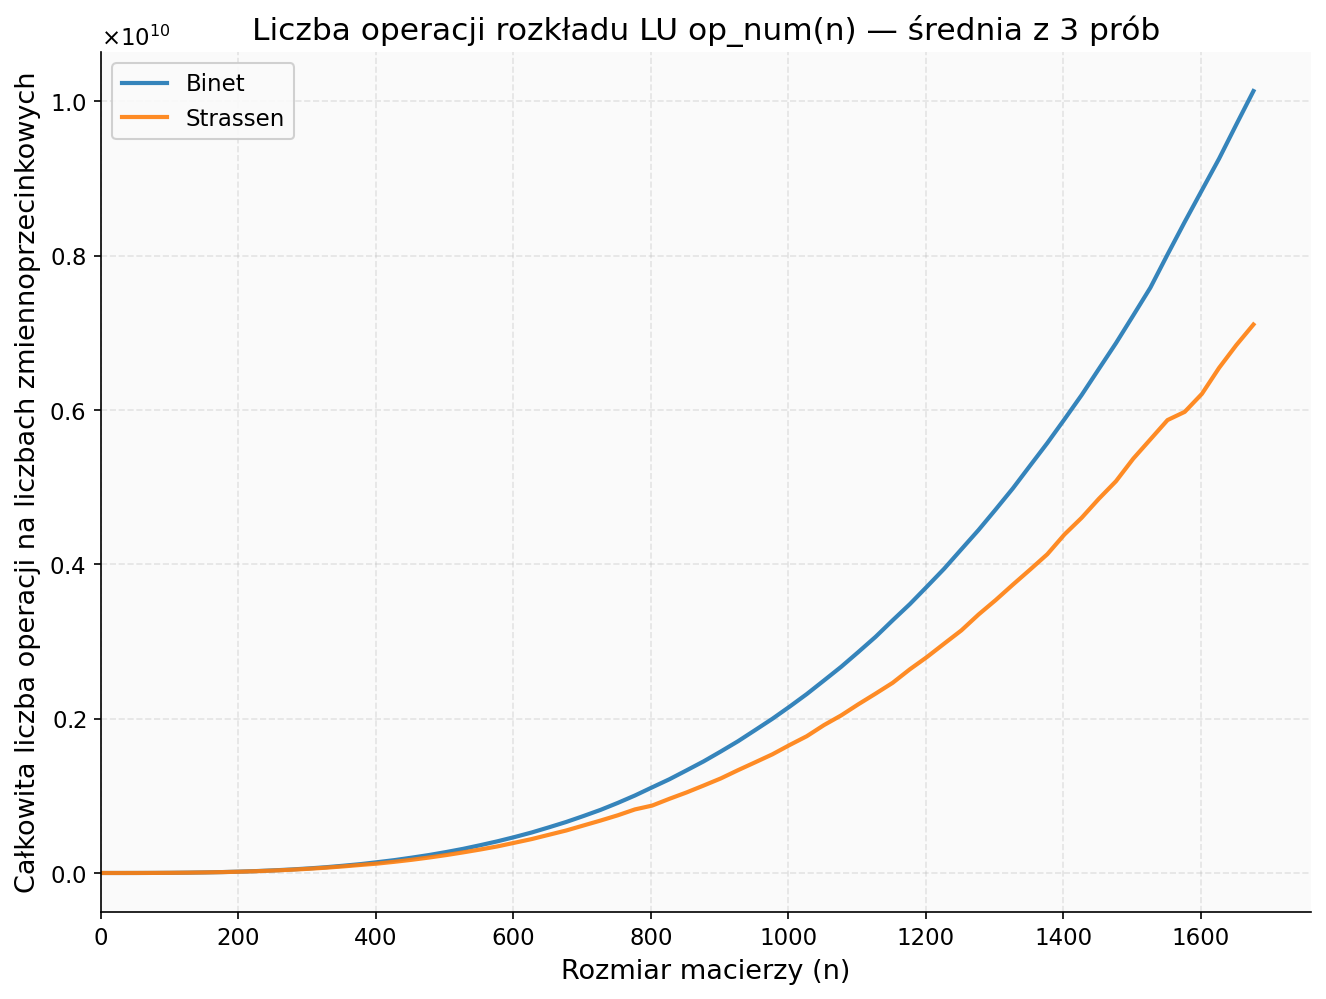 Liczba operacji rozkładu LU op_num(n) — średnia z 3 prób
×10¹⁰
Binet
Strassen
Całkowita liczba operacji na liczbach zmiennoprzecinkowych
1.0
0.8
0.6
0.4
0.2
0.0
0 200 400 600 800 1000 1200 1400 1600
Rozmiar macierzy (n)